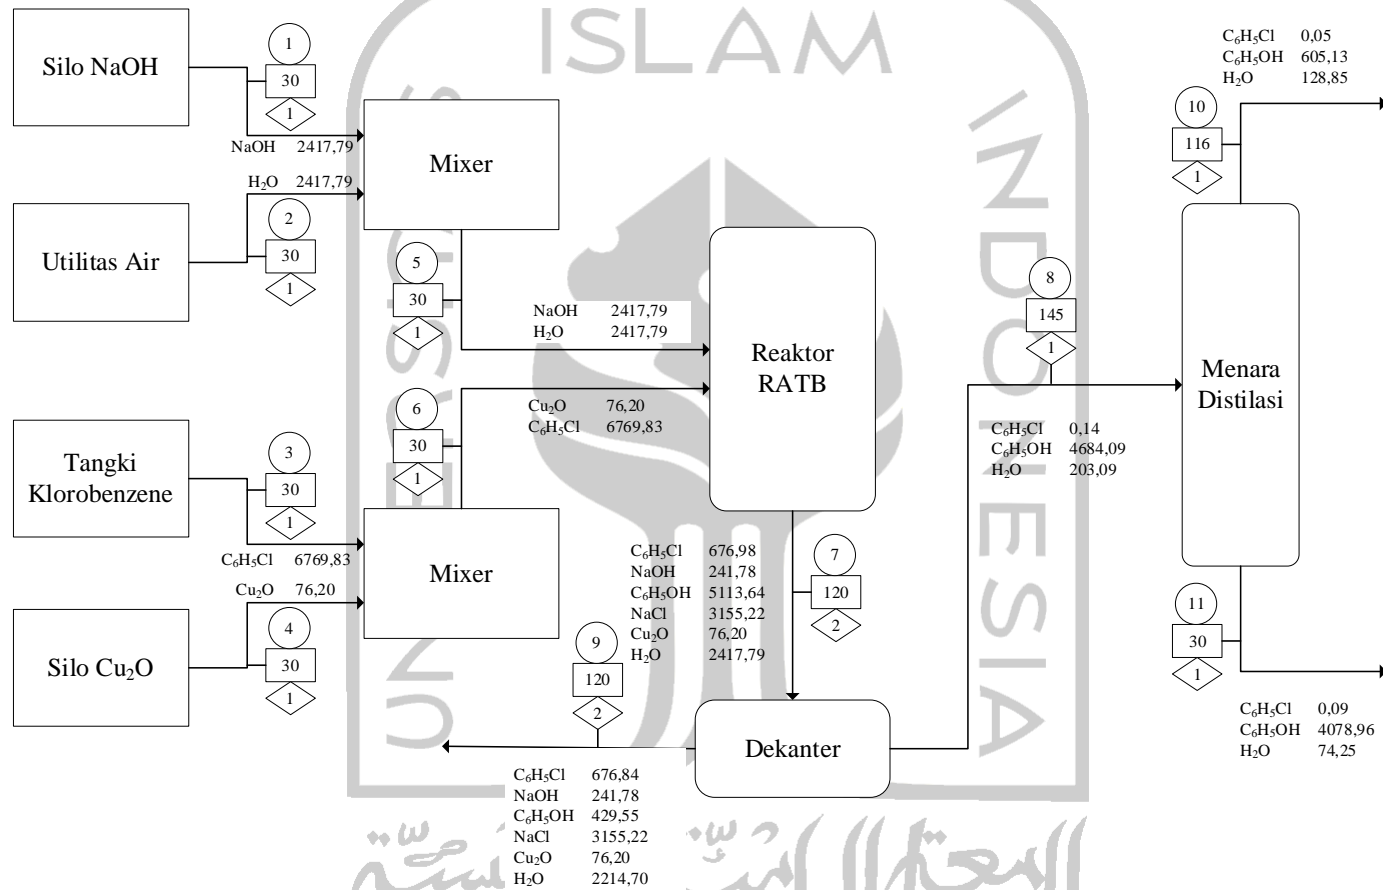 ISLAM
INDONESIA
Silo NaOH
1
30
1
NaOH 2417,79
H₂O 2417,79
Mixer
Utilitas Air
2
30
1
5
30
1
NaOH 2417,79
H₂O 2417,79
Reaktor
RATB
Tangki
Klorobenzene
3
30
1
C₆H₅Cl 6769,83
Cu₂O 76,20
Mixer
Silo Cu₂O
4
30
1
6
30
1
Cu₂O 76,20
C₆H₅Cl 6769,83
C₆H₅Cl 676,98
NaOH 241,78
C₆H₅OH 5113,64
NaCl 3155,22
Cu₂O 76,20
H₂O 2417,79
7
120
2
Dekanter
9
120
2
C₆H₅Cl 676,84
NaOH 241,78
C₆H₅OH 429,55
NaCl 3155,22
Cu₂O 76,20
H₂O 2214,70
8
145
1
C₆H₅Cl 0,14
C₆H₅OH 4684,09
H₂O 203,09
Menara
Distilasi
10
116
1
C₆H₅Cl 0,05
C₆H₅OH 605,13
H₂O 128,85
11
30
1
C₆H₅Cl 0,09
C₆H₅OH 4078,96
H₂O 74,25